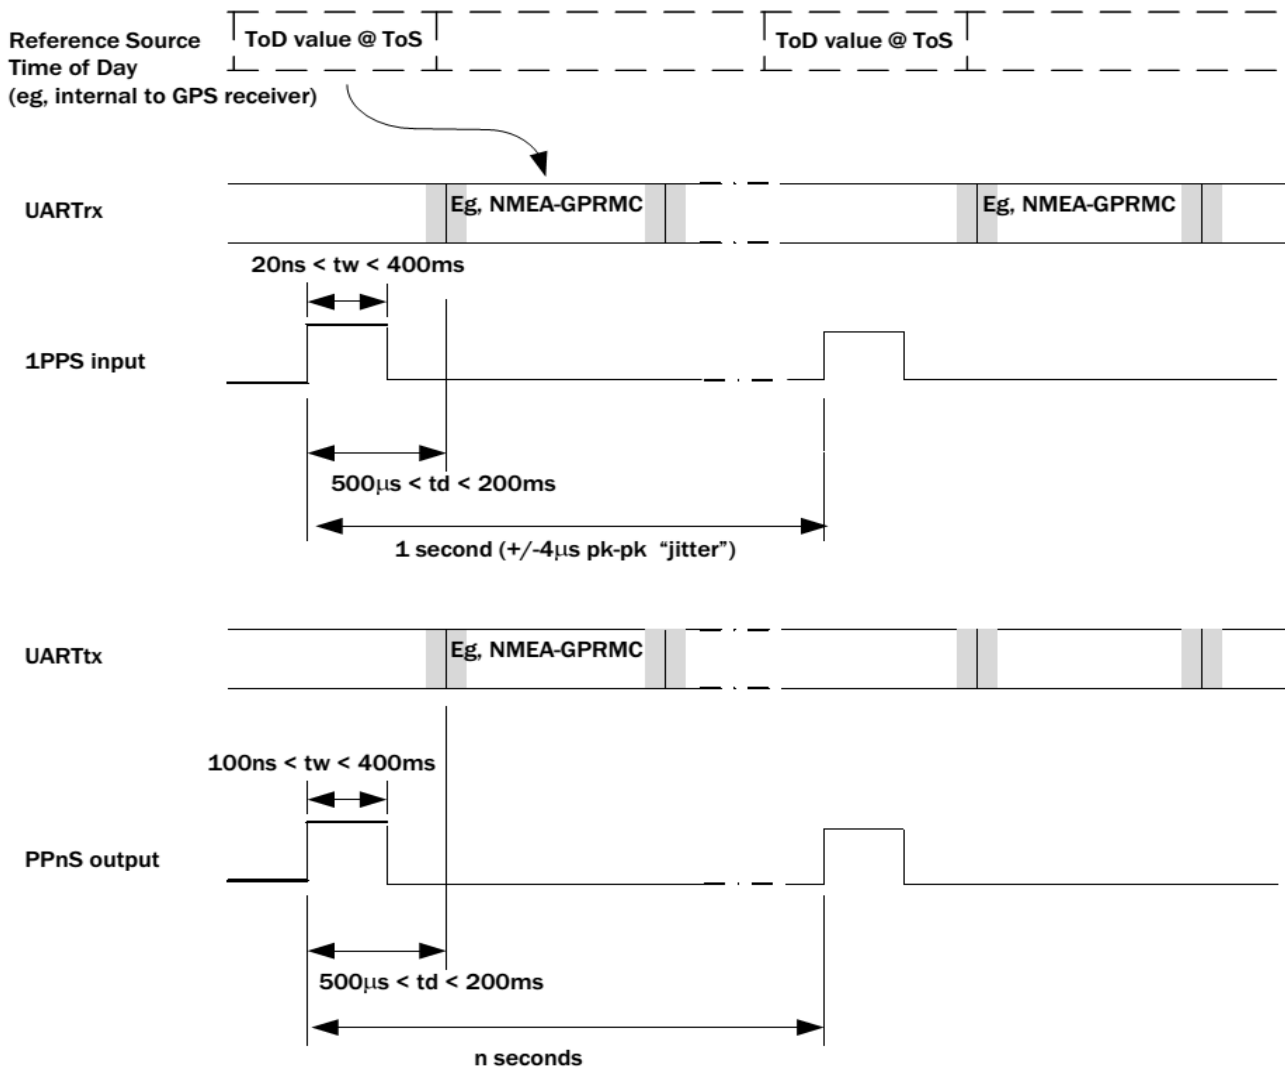 ToD value @ ToS
ToD value @ ToS
Reference Source
Time of Day
(eg, internal to GPS receiver)
UARTrx
Eg, NMEA-GPRMC
Eg, NMEA-GPRMC
20ns < tw < 400ms
1PPS input
500μs < td < 200ms
1 second (+/-4μs pk-pk “jitter”)
UARTtx
Eg, NMEA-GPRMC
100ns < tw < 400ms
PPnS output
500μs < td < 200ms
n seconds